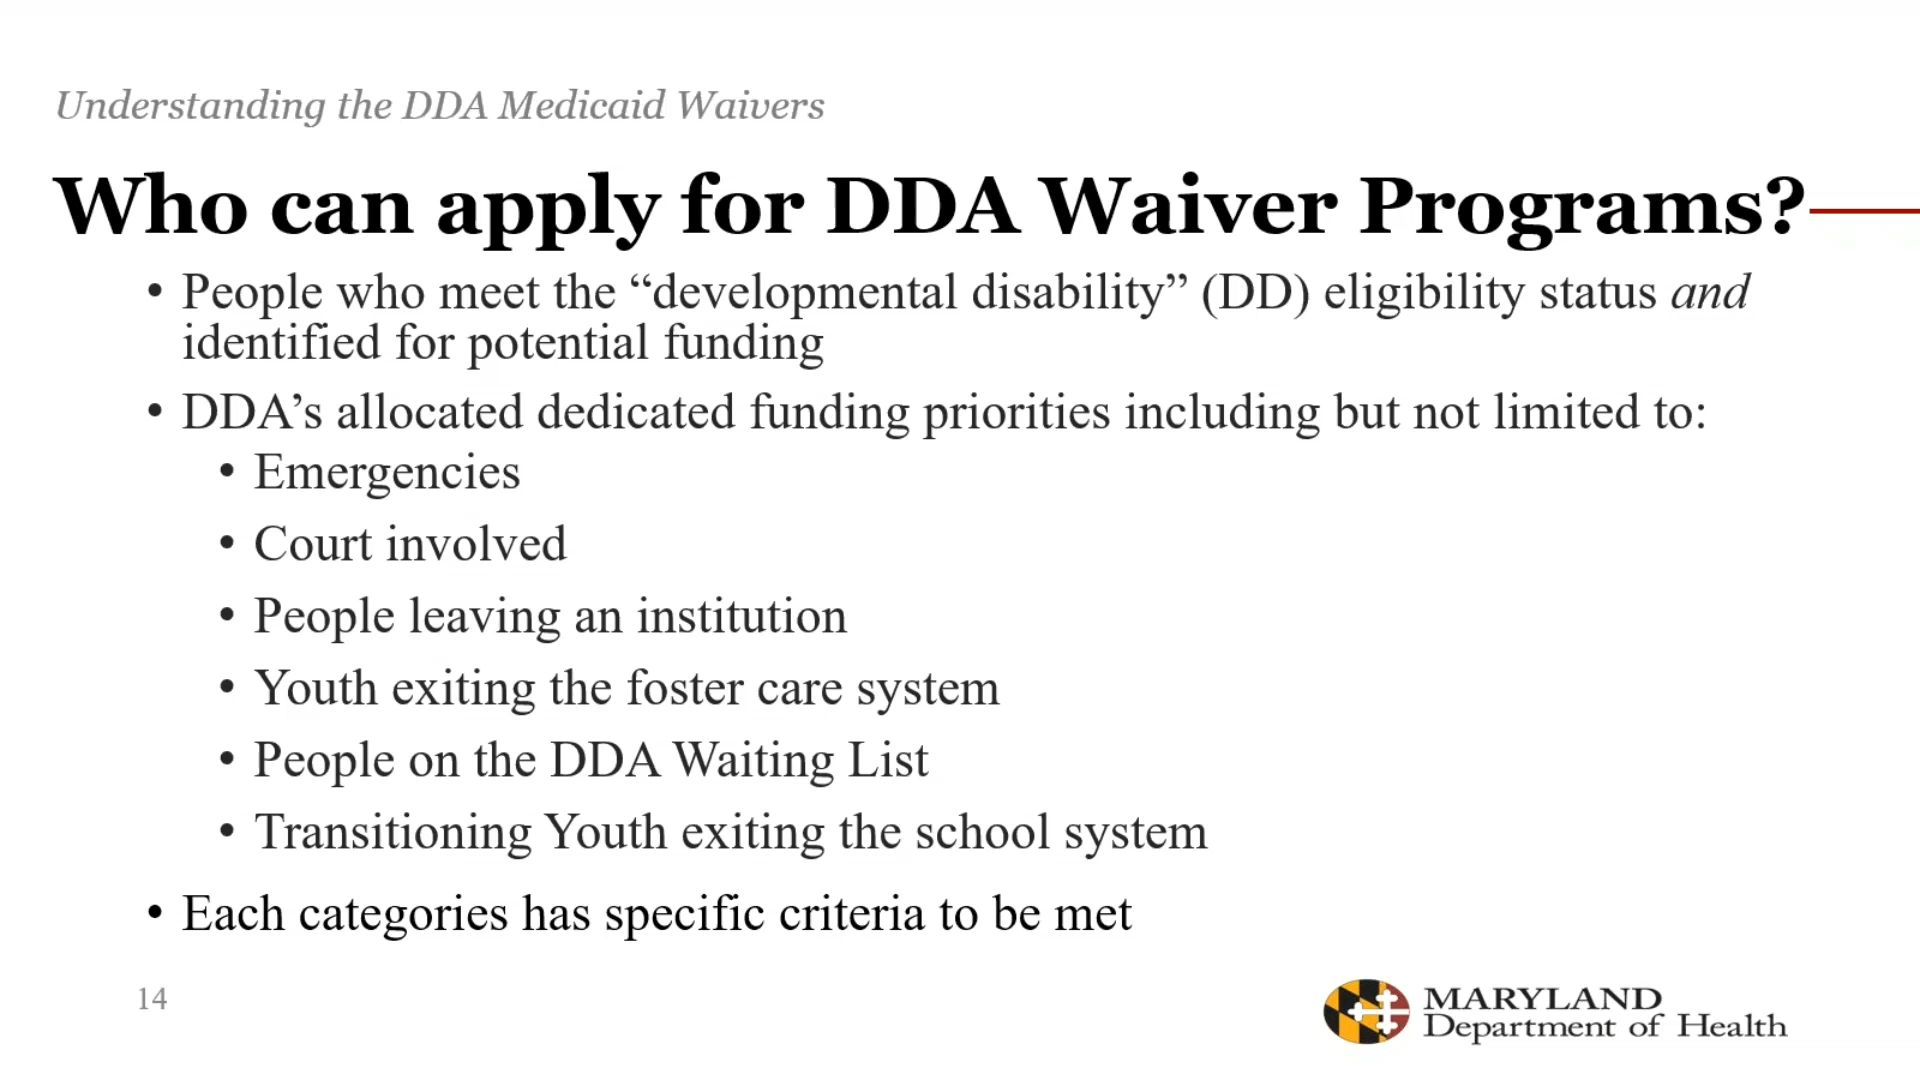 Understanding the DDA Medicaid Waivers
Who can apply for DDA Waiver Programs?
• People who meet the “developmental disability” (DD) eligibility status and
identified for potential funding
• DDA’s allocated dedicated funding priorities including but not limited to:
• Emergencies
• Court involved
• People leaving an institution
• Youth exiting the foster care system
• People on the DDA Waiting List
• Transitioning Youth exiting the school system
• Each categories has specific criteria to be met
14
MARYLAND
Department of Health